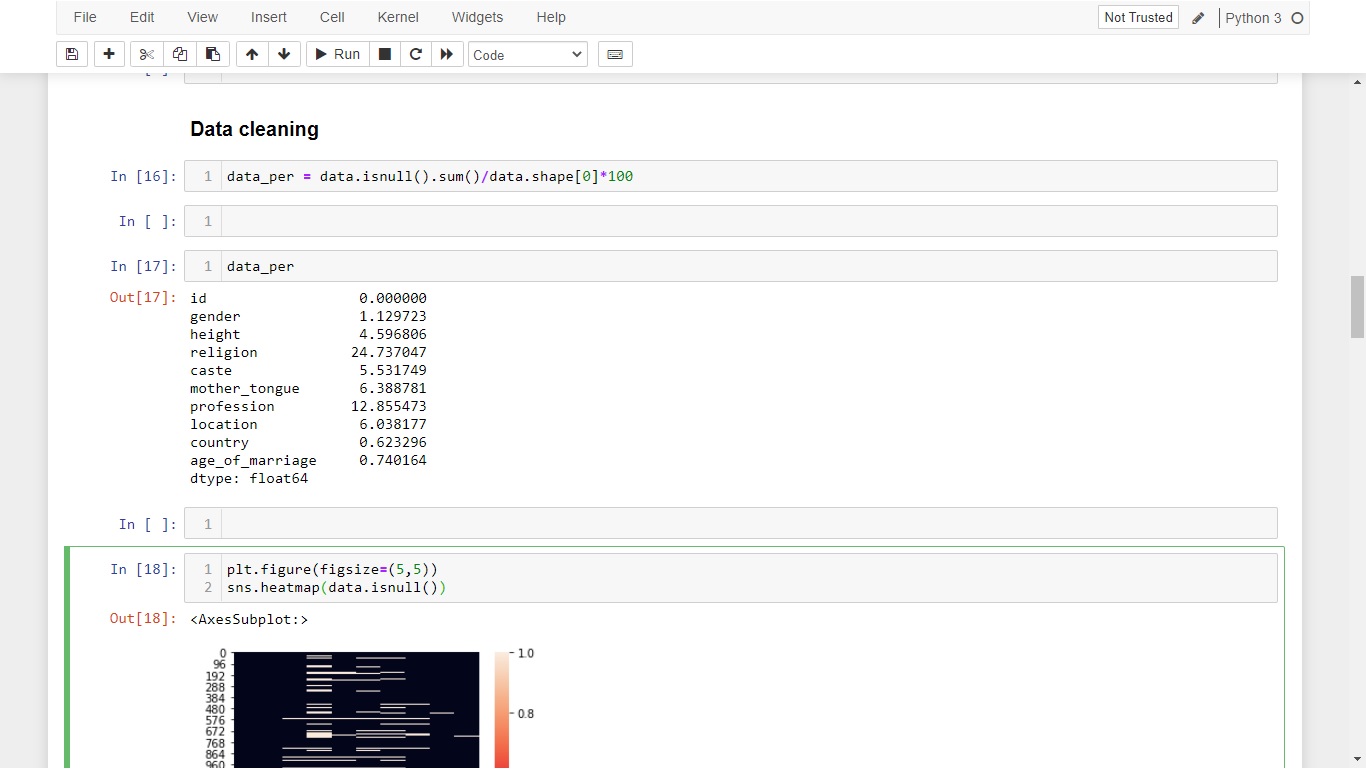 File Edit View Insert Cell Kernel Widgets Help Not Trusted Python 3
Run Code
Data cleaning
In [16]: 1 data_per = data.isnull().sum()/data.shape[0]*100
In [ ]: 1
In [17]: 1 data_per
Out[17]: id 0.000000
gender 1.129723
height 4.596806
religion 24.737047
caste 5.531749
mother_tongue 6.388781
profession 12.855473
location 6.038177
country 0.623296
age_of_marriage 0.740164
dtype: float64
In [ ]: 1
In [18]: 1 plt.figure(figsize=(5,5))
2 sns.heatmap(data.isnull())
Out[18]: <AxesSubplot:>
0 1.0
96
192
288
384
480 0.8
576
672
768
864
960